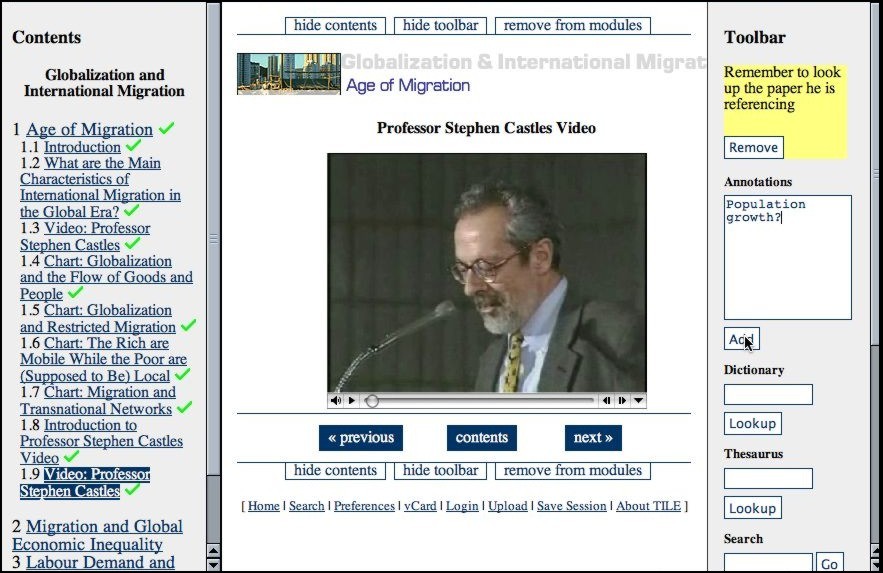 Contents
Globalization and
International Migration
1 Age of Migration
1.1 Introduction
1.2 What are the Main
Characteristics of
International Migration in
the Global Era?
1.3 Video: Professor
Stephen Castles
1.4 Chart: Globalization
and the Flow of Goods and
People
1.5 Chart: Globalization
and Restricted Migration
1.6 Chart: The Rich are
Mobile While the Poor are
(Supposed to Be) Local
1.7 Chart: Migration and
Transnational Networks
1.8 Introduction to
Professor Stephen Castles
Video
1.9 Video: Professor
Stephen Castles
2 Migration and Global
Economic Inequality
3 Labour Demand and
hide contents hide toolbar remove from modules
Globalization & International Migrat
Age of Migration
Professor Stephen Castles Video
« previous contents next »
hide contents hide toolbar remove from modules
[ Home | Search | Preferences | vCard | Login | Upload | Save Session | About TILE ]
Toolbar
Remember to look
up the paper he is
referencing
Remove
Annotations
Population
growth?
Add
Dictionary
Lookup
Thesaurus
Lookup
Search
Go